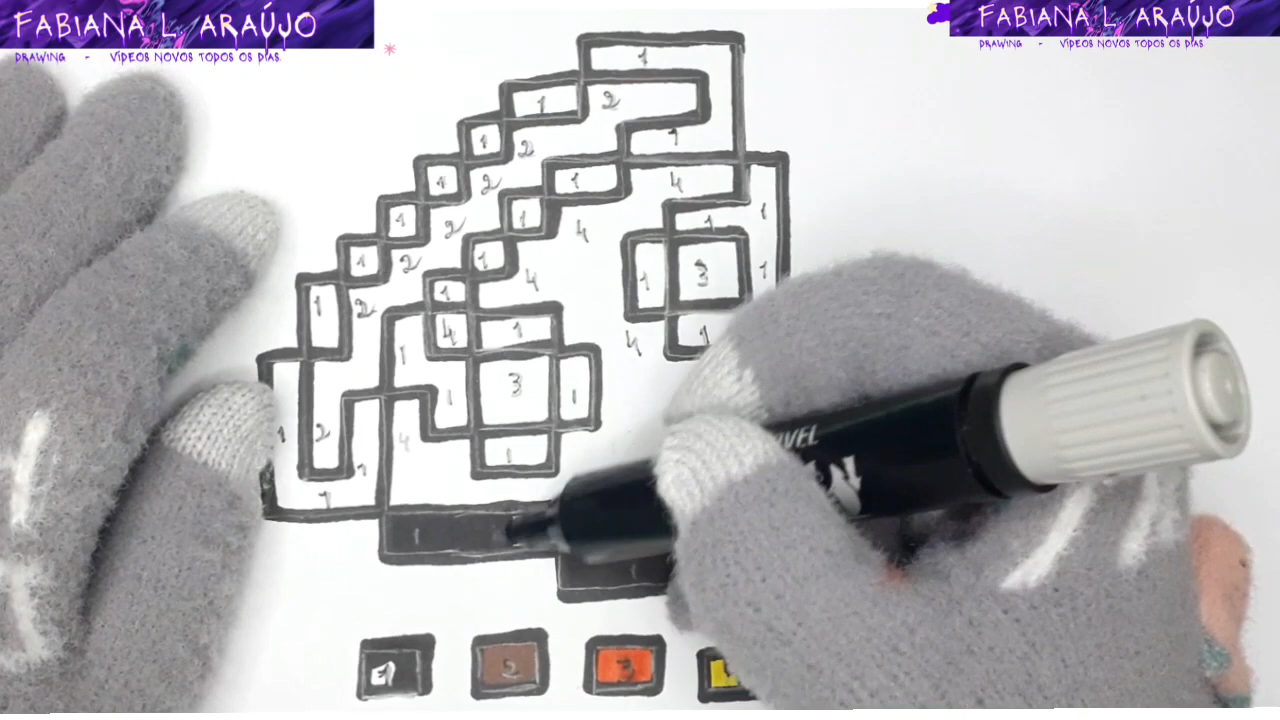 FABIANA L ARAÚJO
DRAWING - VÍDEOS NOVOS TODOS OS DIAS
FABIANA L ARAÚJO
DRAWING - VÍDEOS NOVOS TODOS OS DIAS
1
1 2
1 2 1
1 2 1 4
1 2 1 4 1 1
1 2 1 4 1 3 1
1 2 1
4 1 4 1
1 3 1
1 2 1 4
1 1 1
1 1
1 2 3